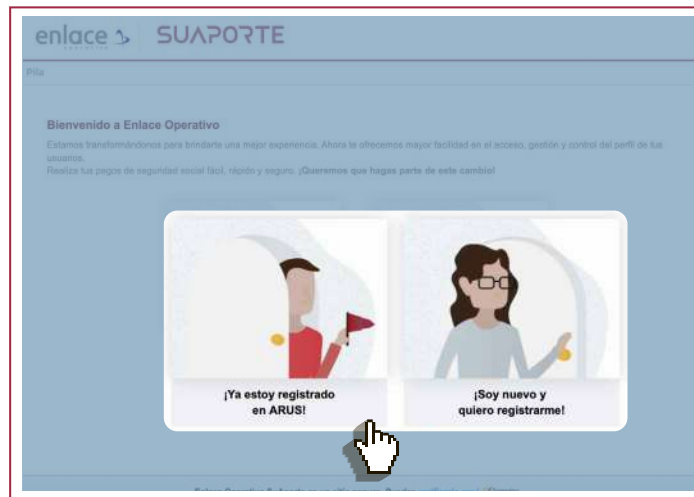 enlace
SUAPORTE
Pila
Bienvenido a Enlace Operativo
Estamos transformándonos para brindarte una mejor experiencia. Ahora te ofrecemos mayor facilidad en el acceso, gestión y control del perfil de tus
usuarios.
Realiza tus pagos de seguridad social fácil, rápido y seguro. ¡Queremos que hagas parte de este cambio!
¡Ya estoy registrado
en ARUS!
¡Soy nuevo y
quiero registrarme!